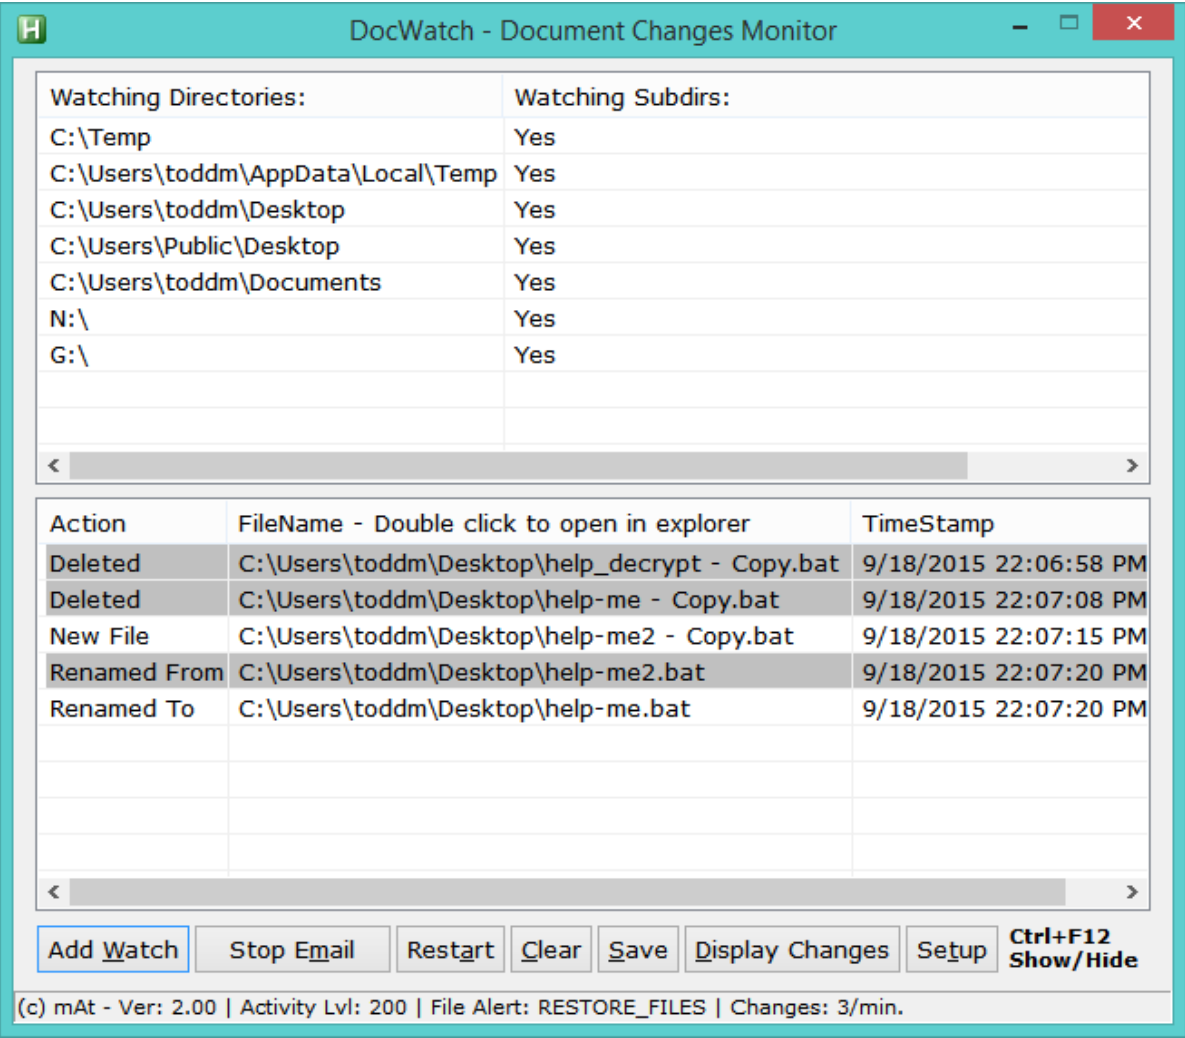 H DocWatch - Document Changes Monitor
Watching Directories: Watching Subdirs:
C:\Temp Yes
C:\Users\toddm\AppData\Local\Temp Yes
C:\Users\toddm\Desktop Yes
C:\Users\Public\Desktop Yes
C:\Users\toddm\Documents Yes
N:\ Yes
G:\ Yes
Action FileName - Double click to open in explorer TimeStamp
Deleted C:\Users\toddm\Desktop\help_decrypt - Copy.bat 9/18/2015 22:06:58 PM
Deleted C:\Users\toddm\Desktop\help-me - Copy.bat 9/18/2015 22:07:08 PM
New File C:\Users\toddm\Desktop\help-me2 - Copy.bat 9/18/2015 22:07:15 PM
Renamed From C:\Users\toddm\Desktop\help-me2.bat 9/18/2015 22:07:20 PM
Renamed To C:\Users\toddm\Desktop\help-me.bat 9/18/2015 22:07:20 PM
Add Watch Stop Email Restart Clear Save Display Changes Setup Ctrl+F12
Show/Hide
(c) mAt - Ver: 2.00 | Activity Lvl: 200 | File Alert: RESTORE_FILES | Changes: 3/min.